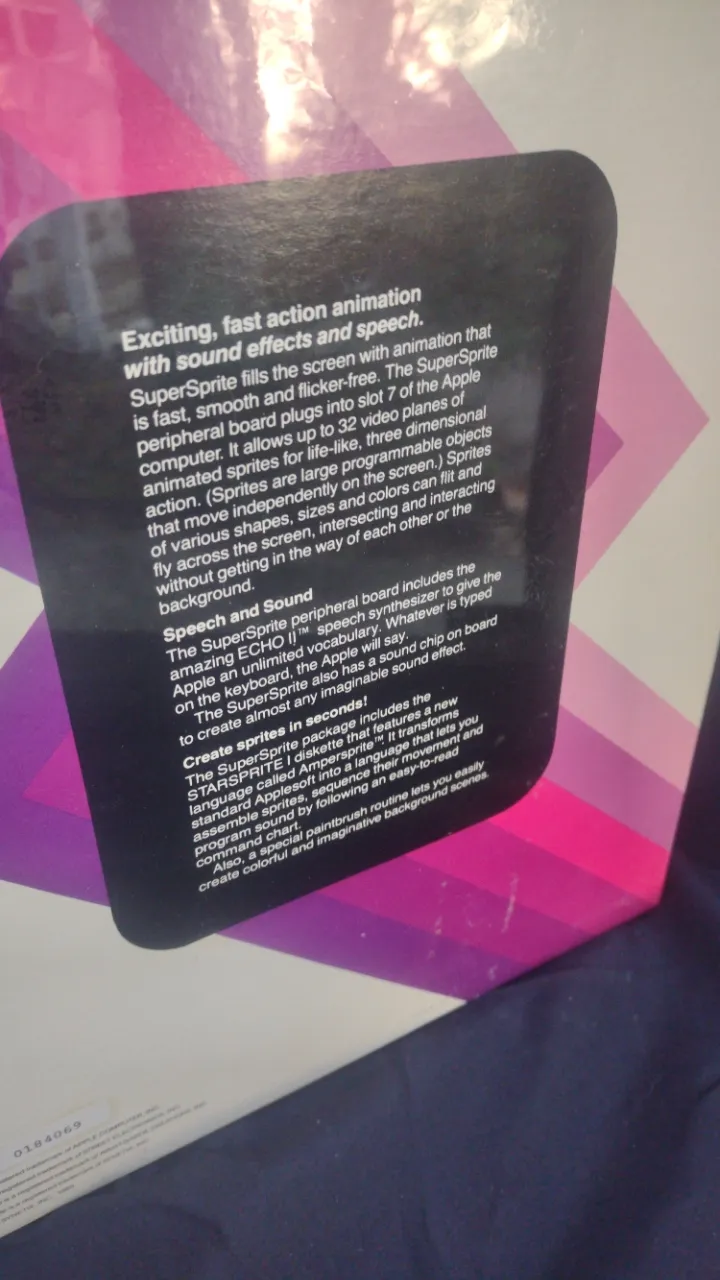 Exciting, fast action animation
with sound effects and speech.
SuperSprite fills the screen with animation that
is fast, smooth and flicker-free. The SuperSprite
peripheral board plugs into slot 7 of the Apple
computer. It allows up to 32 video planes of
animated sprites for life-like, three dimensional
action. (Sprites are large programmable objects
that move independently on the screen.) Sprites
of various shapes, sizes and colors can flit and
fly across the screen, intersecting and interacting
without getting in the way of each other or the
background.
Speech and Sound
The SuperSprite peripheral board includes the
amazing ECHO II™ speech synthesizer to give the
Apple an unlimited vocabulary. Whatever is typed
on the keyboard, the Apple will say.
The SuperSprite also has a sound chip on board
to create almost any imaginable sound effect.
Create sprites in seconds!
The SuperSprite package includes the
STARSPRITE I diskette that features a new
language called Ampersprite™. It transforms
standard Applesoft into a language that lets you
assemble sprites, sequence their movement and
program sound by following an easy-to-read
command chart.
Also, a special paintbrush routine lets you easily
create colorful and imaginative background scenes.
0184069
trademark of APPLE COMPUTER, INC.